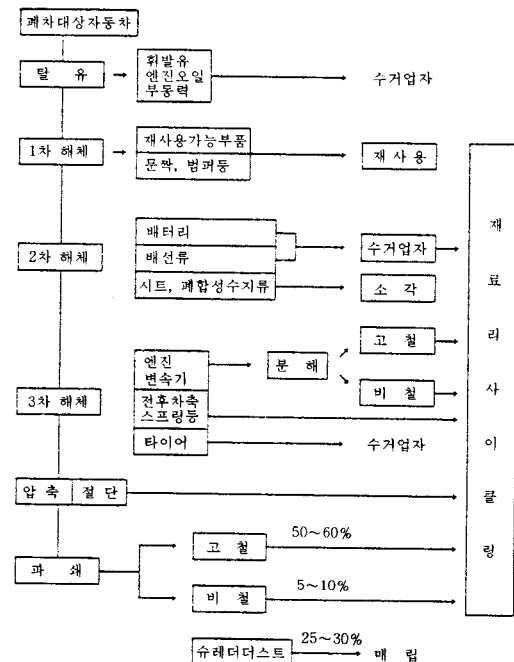 폐차대상자동차
탈 유
휘발유
엔진오일
부동력
수거업자
1차 해체
재사용가능부품
문짝, 범퍼등
재 사 용
2차 해체
배터리
배선류
수거업자
시트, 폐합성수지류
소 각
3차 해체
엔진
변속기
분 해
고 철
비 철
전후차축
스프링등
타이어
수거업자
압 축 절 단
파 쇄
고 철
50~60%
비 철
5~10%
슈레더더스트
25~30%
매 립
재
료
리
사
이
클
링